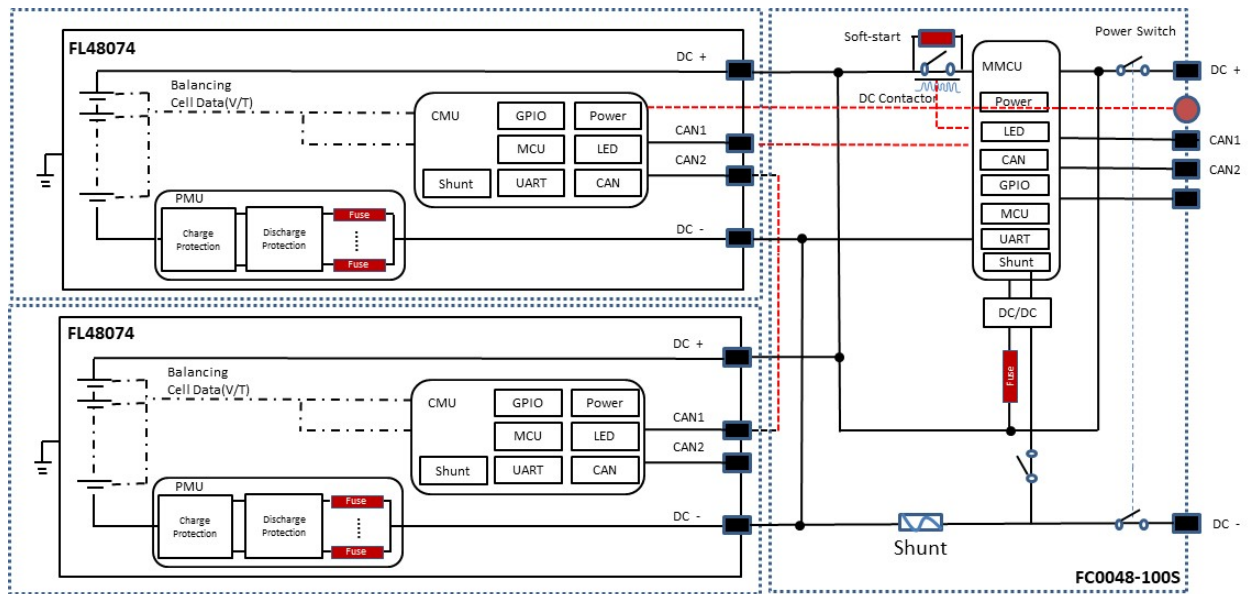 FL48074
DC +
Balancing
Cell Data(V/T)
CMU
GPIO
Power
CAN1
MCU
LED
CAN2
Shunt
UART
CAN
PMU
Charge
Protection
Discharge
Protection
Fuse
Fuse
DC -
FL48074
DC +
Balancing
Cell Data(V/T)
CMU
GPIO
Power
CAN1
MCU
LED
CAN2
Shunt
UART
CAN
PMU
Charge
Protection
Discharge
Protection
Fuse
Fuse
DC -
Soft-start
Power Switch
MMCU
DC +
DC Contactor
Power
LED
CAN1
CAN
CAN2
GPIO
MCU
UART
Shunt
DC/DC
Fuse
DC -
Shunt
FC0048-100S